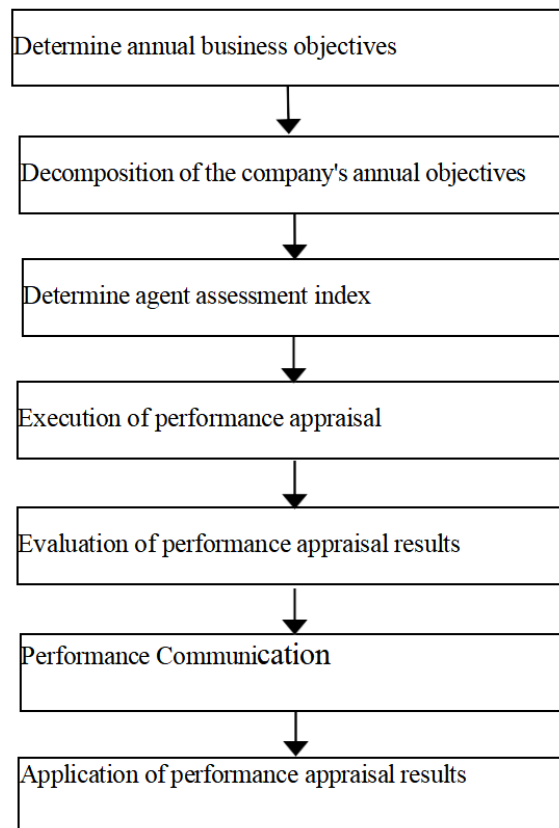 Determine annual business objectives
Decomposition of the company's annual objectives
Determine agent assessment index
Execution of performance appraisal
Evaluation of performance appraisal results
Performance Communication
Application of performance appraisal results